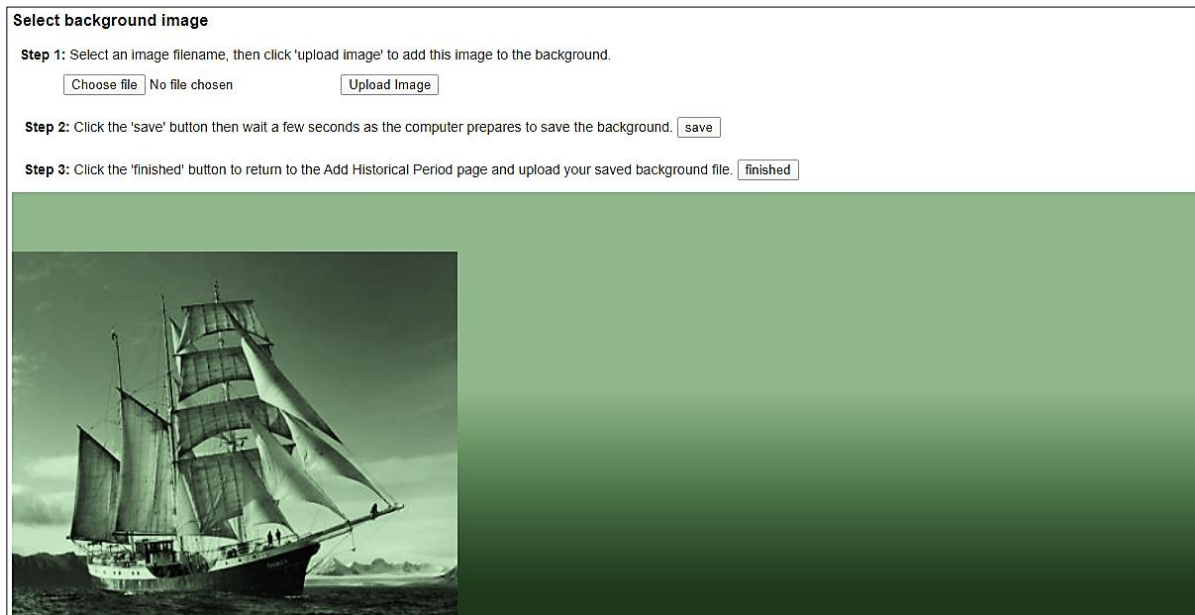 Select background image
Step 1: Select an image filename, then click 'upload image' to add this image to the background.
Choose file No file chosen Upload Image
Step 2: Click the 'save' button then wait a few seconds as the computer prepares to save the background. save
Step 3: Click the 'finished' button to return to the Add Historical Period page and upload your saved background file. finished